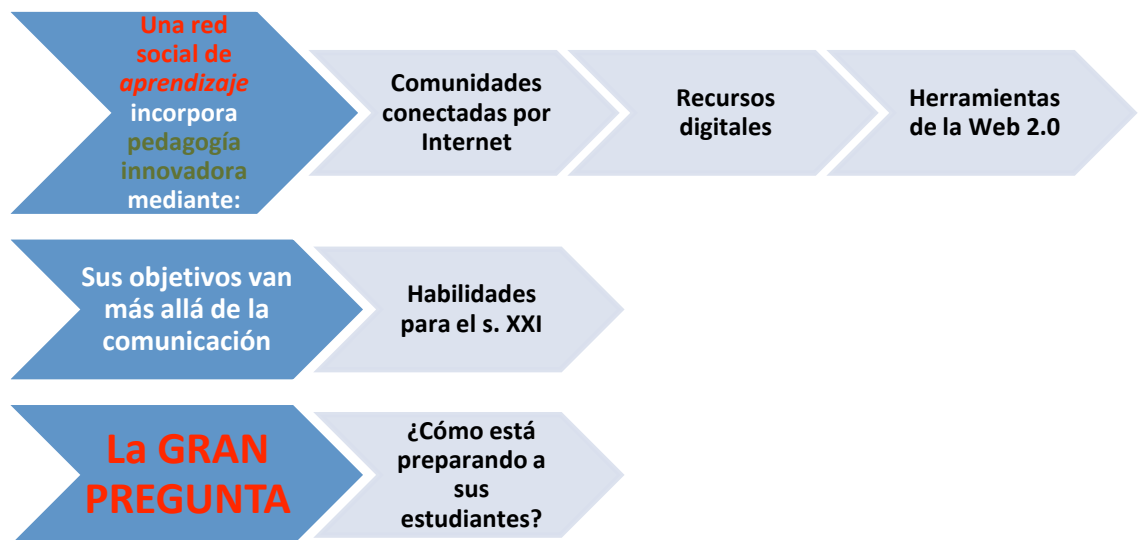 Una red
social de
aprendizaje
incorpora
pedagogía
innovadora
mediante:
Comunidades
conectadas por
Internet
Recursos
digitales
Herramientas
de la Web 2.0
Sus objetivos van
más allá de la
comunicación
Habilidades
para el s. XXI
La GRAN
PREGUNTA
¿Cómo está
preparando a
sus
estudiantes?